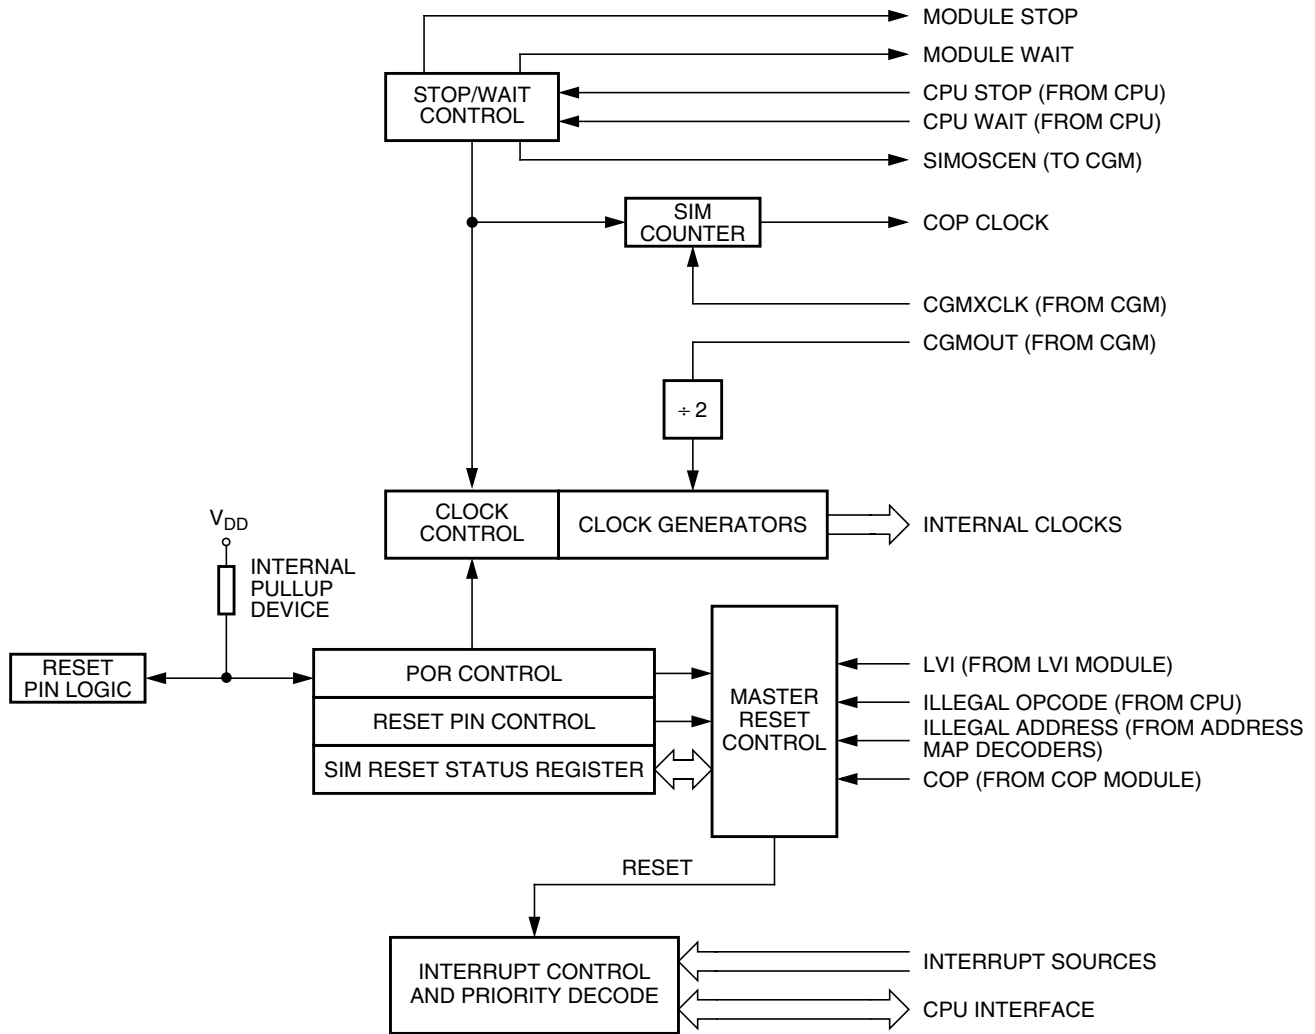 MODULE STOP
MODULE WAIT
STOP/WAIT
CONTROL
CPU STOP (FROM CPU)
CPU WAIT (FROM CPU)
SIMOSCEN (TO CGM)
SIM
COUNTER
COP CLOCK
CGMXCLK (FROM CGM)
CGMOUT (FROM CGM)
÷ 2
CLOCK
CONTROL
CLOCK GENERATORS
INTERNAL CLOCKS
VDD
INTERNAL
PULLUP
DEVICE
RESET
PIN LOGIC
POR CONTROL
RESET PIN CONTROL
SIM RESET STATUS REGISTER
MASTER
RESET
CONTROL
LVI (FROM LVI MODULE)
ILLEGAL OPCODE (FROM CPU)
ILLEGAL ADDRESS (FROM ADDRESS
MAP DECODERS)
COP (FROM COP MODULE)
RESET
INTERRUPT CONTROL
AND PRIORITY DECODE
INTERRUPT SOURCES
CPU INTERFACE